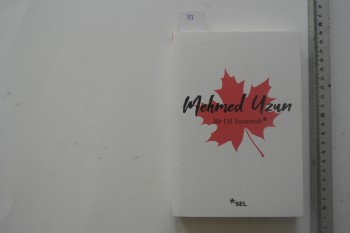 Mehmed Uzun
Bir Dil Yaratmak*
*SEL